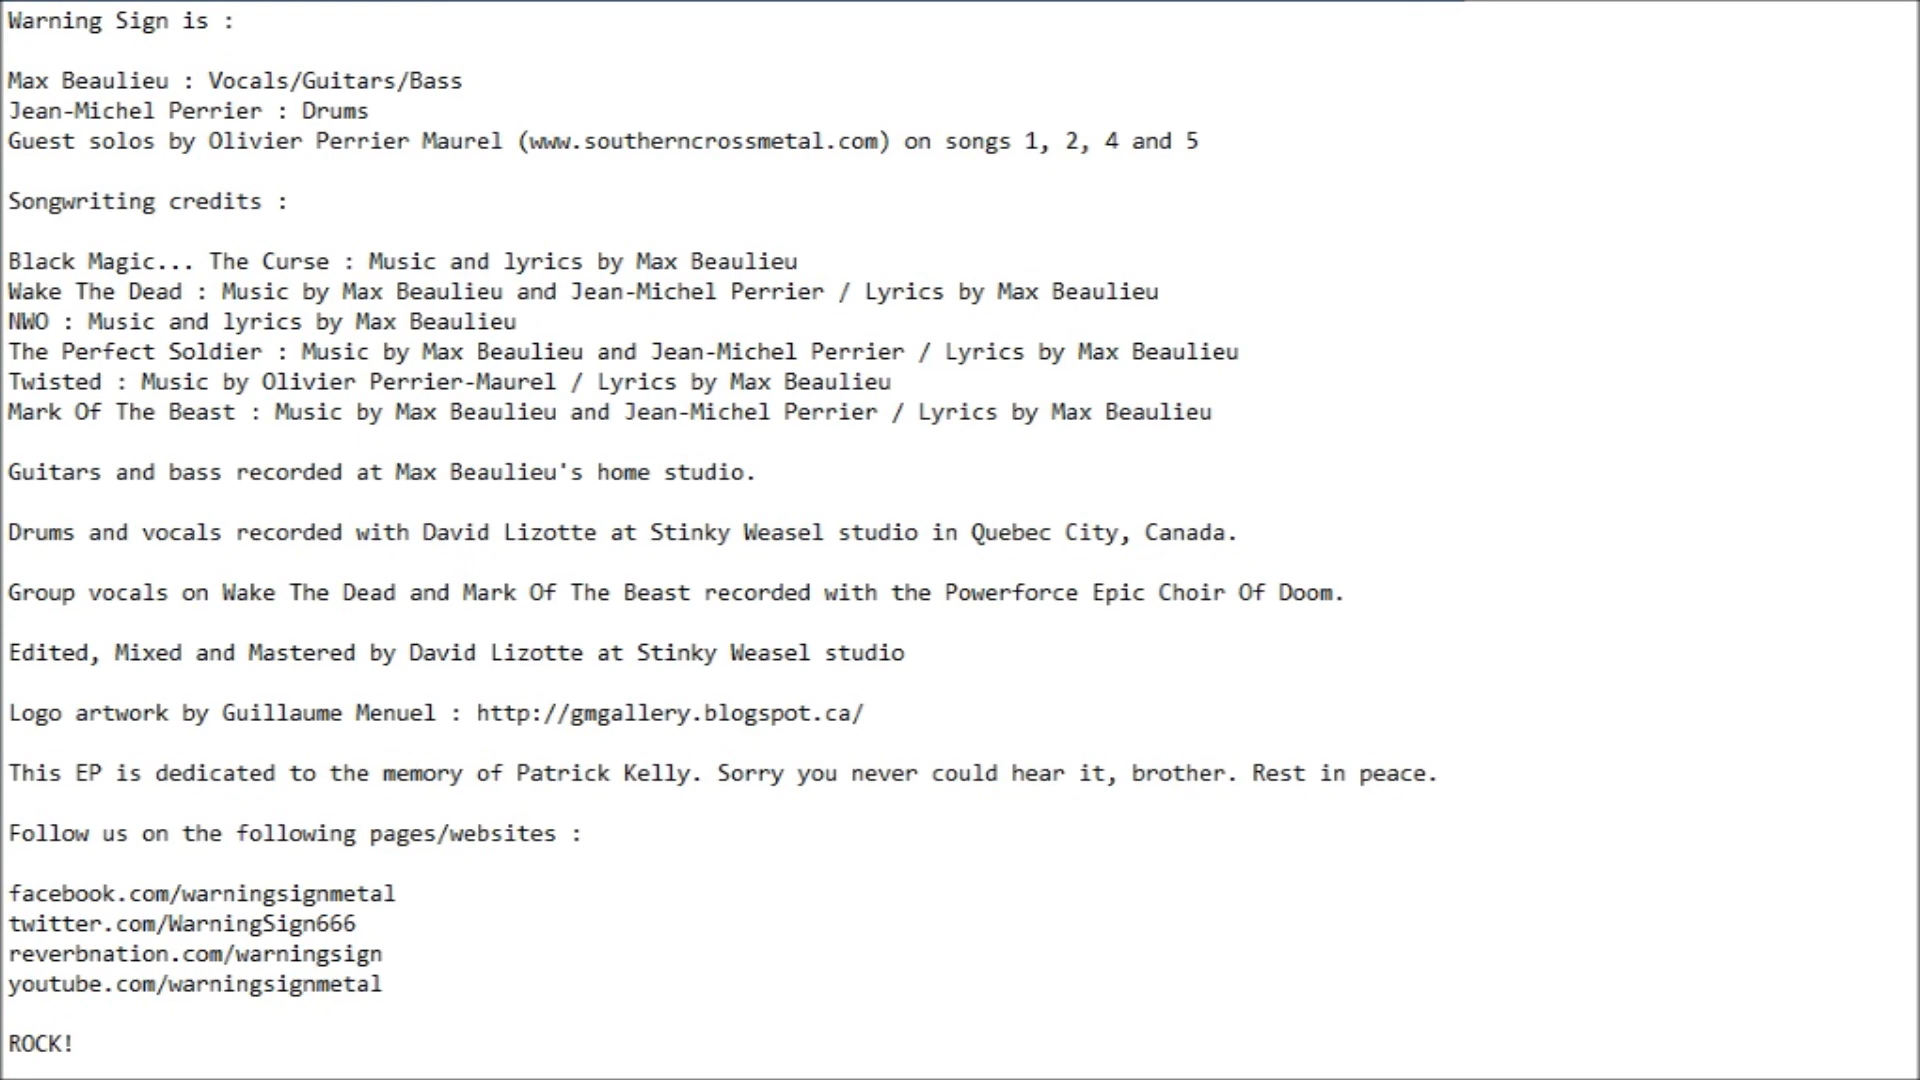 Warning Sign is :
Max Beaulieu : Vocals/Guitars/Bass
Jean-Michel Perrier : Drums
Guest solos by Olivier Perrier Maurel (www.southerncrossmetal.com) on songs 1, 2, 4 and 5
Songwriting credits :
Black Magic... The Curse : Music and lyrics by Max Beaulieu
Wake The Dead : Music by Max Beaulieu and Jean-Michel Perrier / Lyrics by Max Beaulieu
NWO : Music and lyrics by Max Beaulieu
The Perfect Soldier : Music by Max Beaulieu and Jean-Michel Perrier / Lyrics by Max Beaulieu
Twisted : Music by Olivier Perrier-Maurel / Lyrics by Max Beaulieu
Mark Of The Beast : Music by Max Beaulieu and Jean-Michel Perrier / Lyrics by Max Beaulieu
Guitars and bass recorded at Max Beaulieu's home studio.
Drums and vocals recorded with David Lizotte at Stinky Weasel studio in Quebec City, Canada.
Group vocals on Wake The Dead and Mark Of The Beast recorded with the Powerforce Epic Choir Of Doom.
Edited, Mixed and Mastered by David Lizotte at Stinky Weasel studio
Logo artwork by Guillaume Menuel : http://gmgallery.blogspot.ca/
This EP is dedicated to the memory of Patrick Kelly. Sorry you never could hear it, brother. Rest in peace.
Follow us on the following pages/websites :
facebook.com/warningsignmetal
twitter.com/WarningSign666
reverbnation.com/warningsign
youtube.com/warningsignmetal
ROCK!